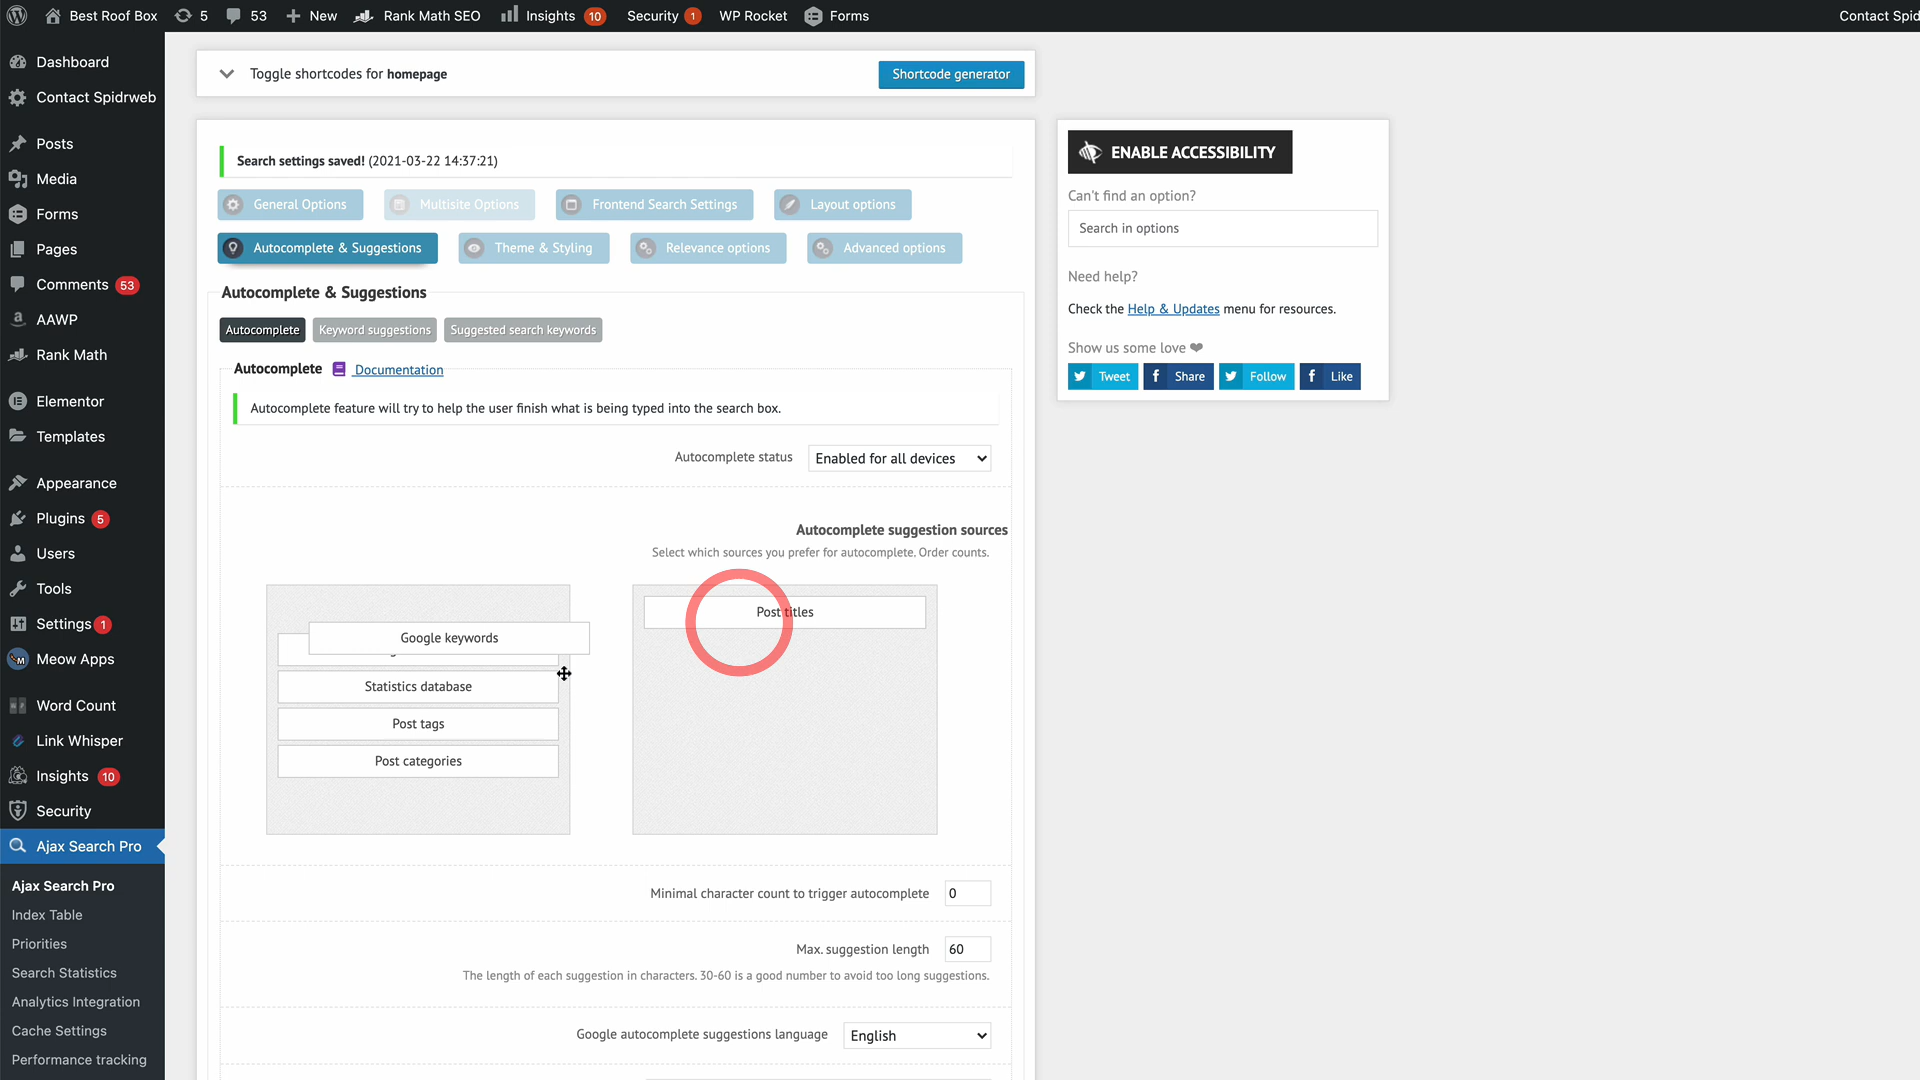 Best Roof Box 5 53 New Rank Math SEO Insights 10 Security 1 WP Rocket Forms Contact Spid
Dashboard
Contact Spidrweb
Posts
Media
Forms
Pages
Comments 53
AAWP
Rank Math
Elementor
Templates
Appearance
Plugins 5
Users
Tools
Settings 1
Meow Apps
Word Count
Link Whisper
Insights 10
Security
Ajax Search Pro
Ajax Search Pro
Index Table
Priorities
Search Statistics
Analytics Integration
Cache Settings
Performance tracking
Toggle shortcodes for homepage Shortcode generator
Search settings saved! (2021-03-22 14:37:21)
General Options Multisite Options Frontend Search Settings Layout options
Autocomplete & Suggestions Theme & Styling Relevance options Advanced options
Autocomplete & Suggestions
Autocomplete Keyword suggestions Suggested search keywords
Autocomplete Documentation
Autocomplete feature will try to help the user finish what is being typed into the search box.
Autocomplete status Enabled for all devices
Autocomplete suggestion sources
Select which sources you prefer for autocomplete. Order counts.
Google keywords
Statistics database
Post tags
Post categories
Post titles
Minimal character count to trigger autocomplete 0
Max. suggestion length 60
The length of each suggestion in characters. 30-60 is a good number to avoid too long suggestions.
Google autocomplete suggestions language English
ENABLE ACCESSIBILITY
Can't find an option?
Search in options
Need help?
Check the Help & Updates menu for resources.
Show us some love
Tweet Share Follow Like